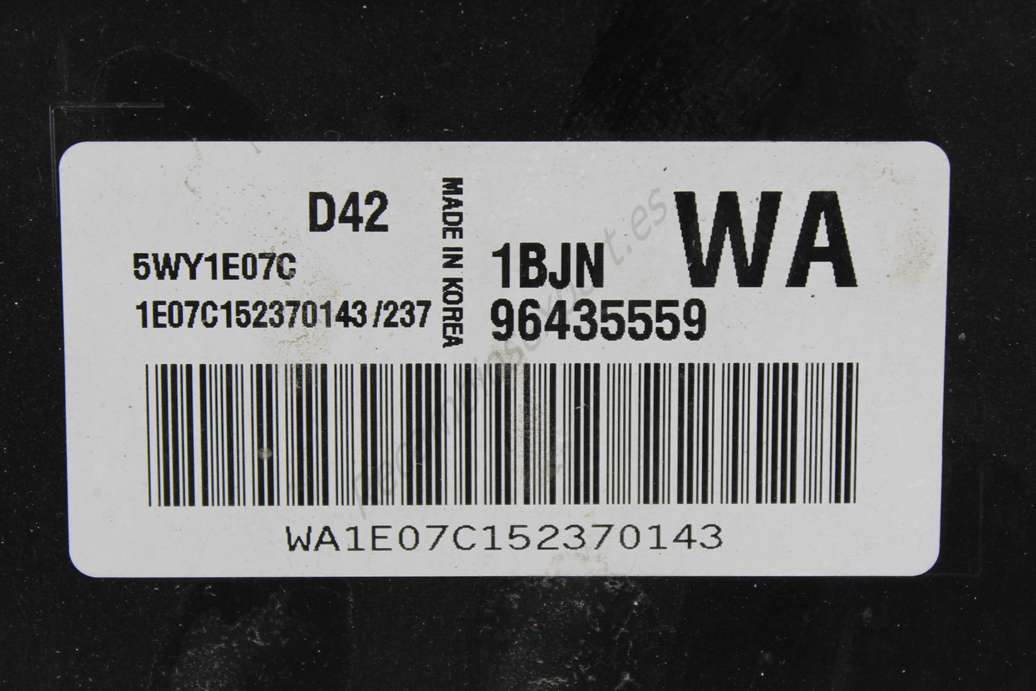 D42
5WY1E07C
1E07C152370143/237
MADE IN KOREA
1BJN
96435559
WA
WA1E07C152370143